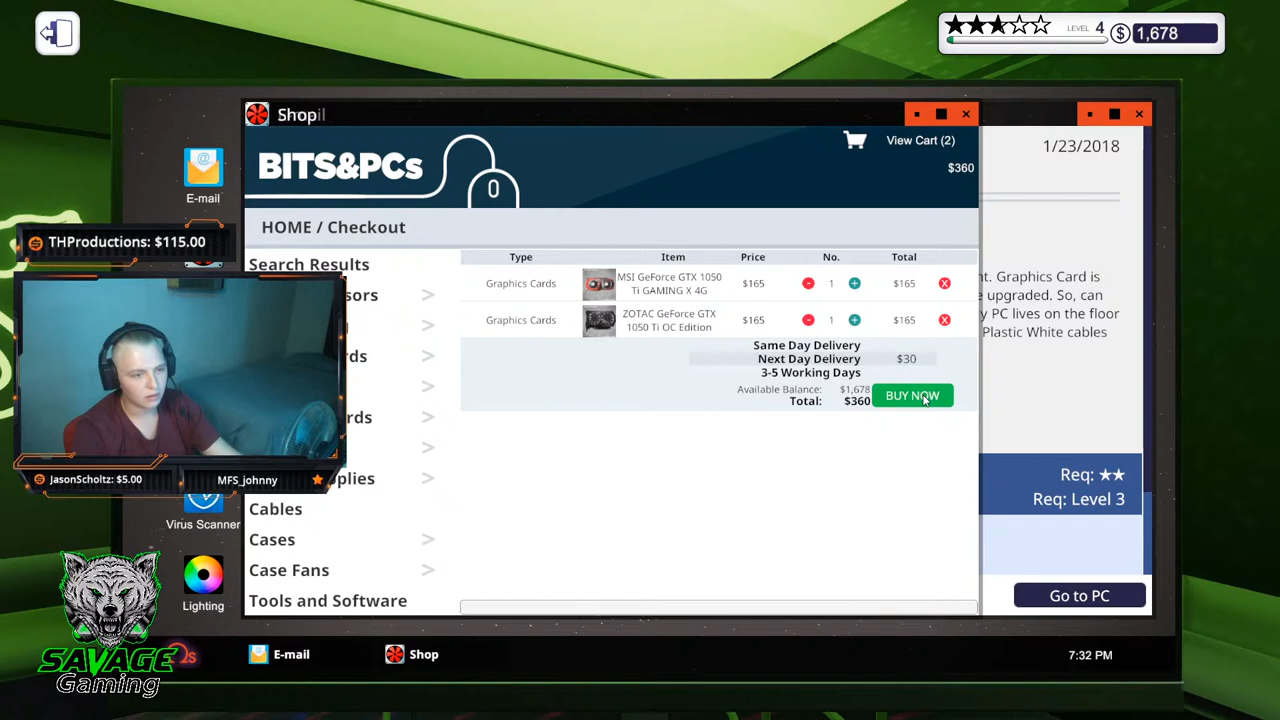 LEVEL 4 $ 1,678
Shop
BITS&PCs
View Cart (2)
$360
1/23/2018
E-mail
HOME / Checkout
THProductions: $115.00
Search Results
Type Item Price No. Total
Graphics Cards MSI GeForce GTX 1050 Ti GAMING X 4G $165 - 1 + $165 X
Graphics Cards ZOTAC GeForce GTX 1050 Ti OC Edition $165 - 1 + $165 X
Same Day Delivery
Next Day Delivery $30
3-5 Working Days
Available Balance: $1,678
Total: $360
BUY NOW
nt. Graphics Card is
upgraded. So, can
y PC lives on the floor
Plastic White cables
sors
ds
rds
plies
JasonScholtz: $5.00 MFS_johnny
Cables
Virus Scanner
Cases
Case Fans
Lighting
Tools and Software
Req: ★★
Req: Level 3
Go to PC
SAVAGE
Gaming
E-mail
Shop
7:32 PM